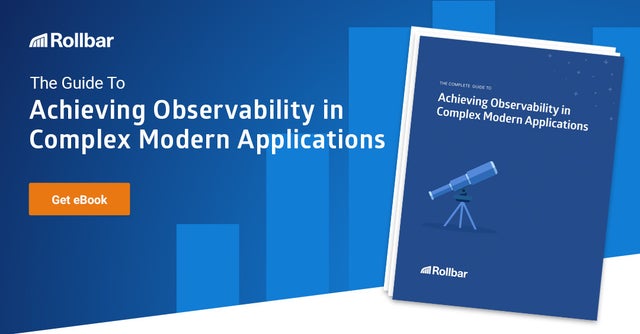 Rollbar
The Guide To
Achieving Observability in
Complex Modern Applications
Get eBook
THE COMPLETE GUIDE TO
Achieving Observability in
Complex Modern Applications
Rollbar